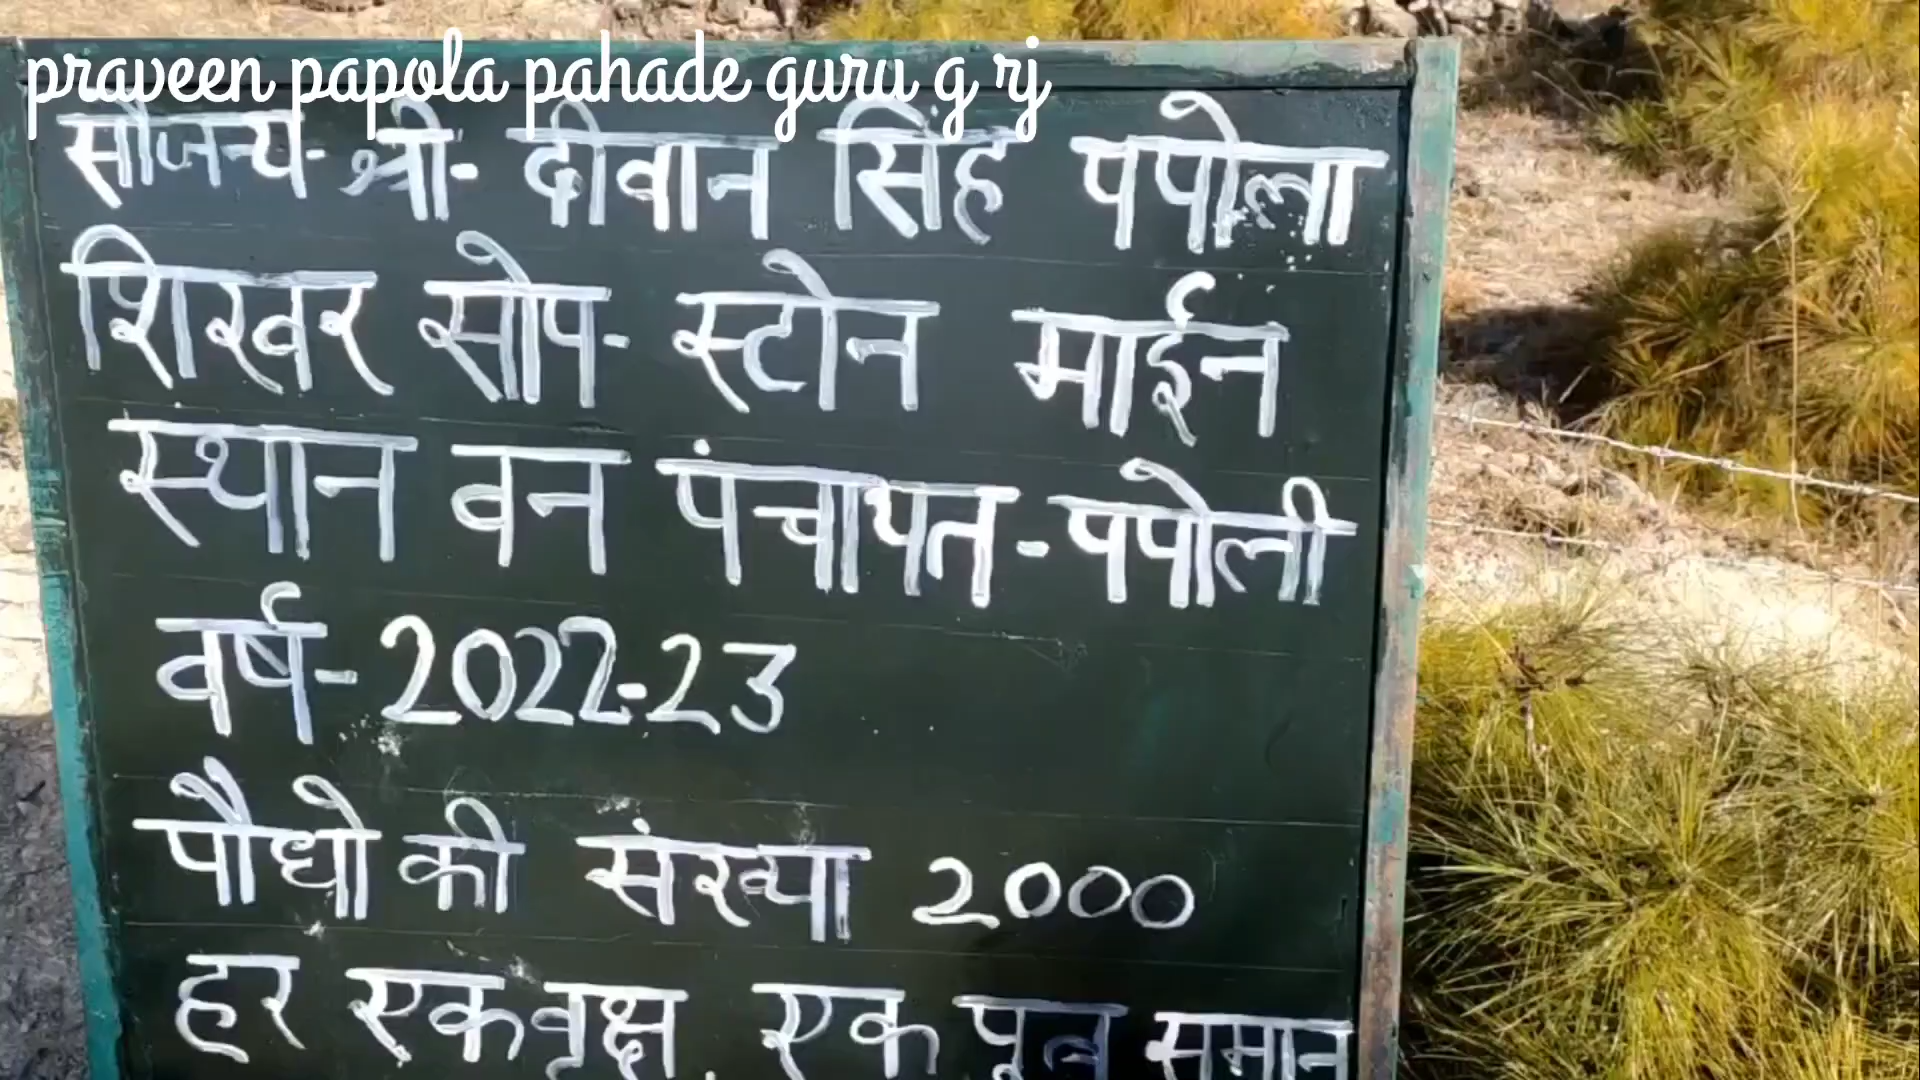 praveen papola pahade guru g rj
सौजन्य- श्री- दीवान सिंह पपोला
शिखर सोप- स्टोन माईन
स्थान वन पंचायत-पपोली
वर्ष- 2022-23
पौधो की संख्या 2000
हर एक वृक्ष, एक पूत्र समान